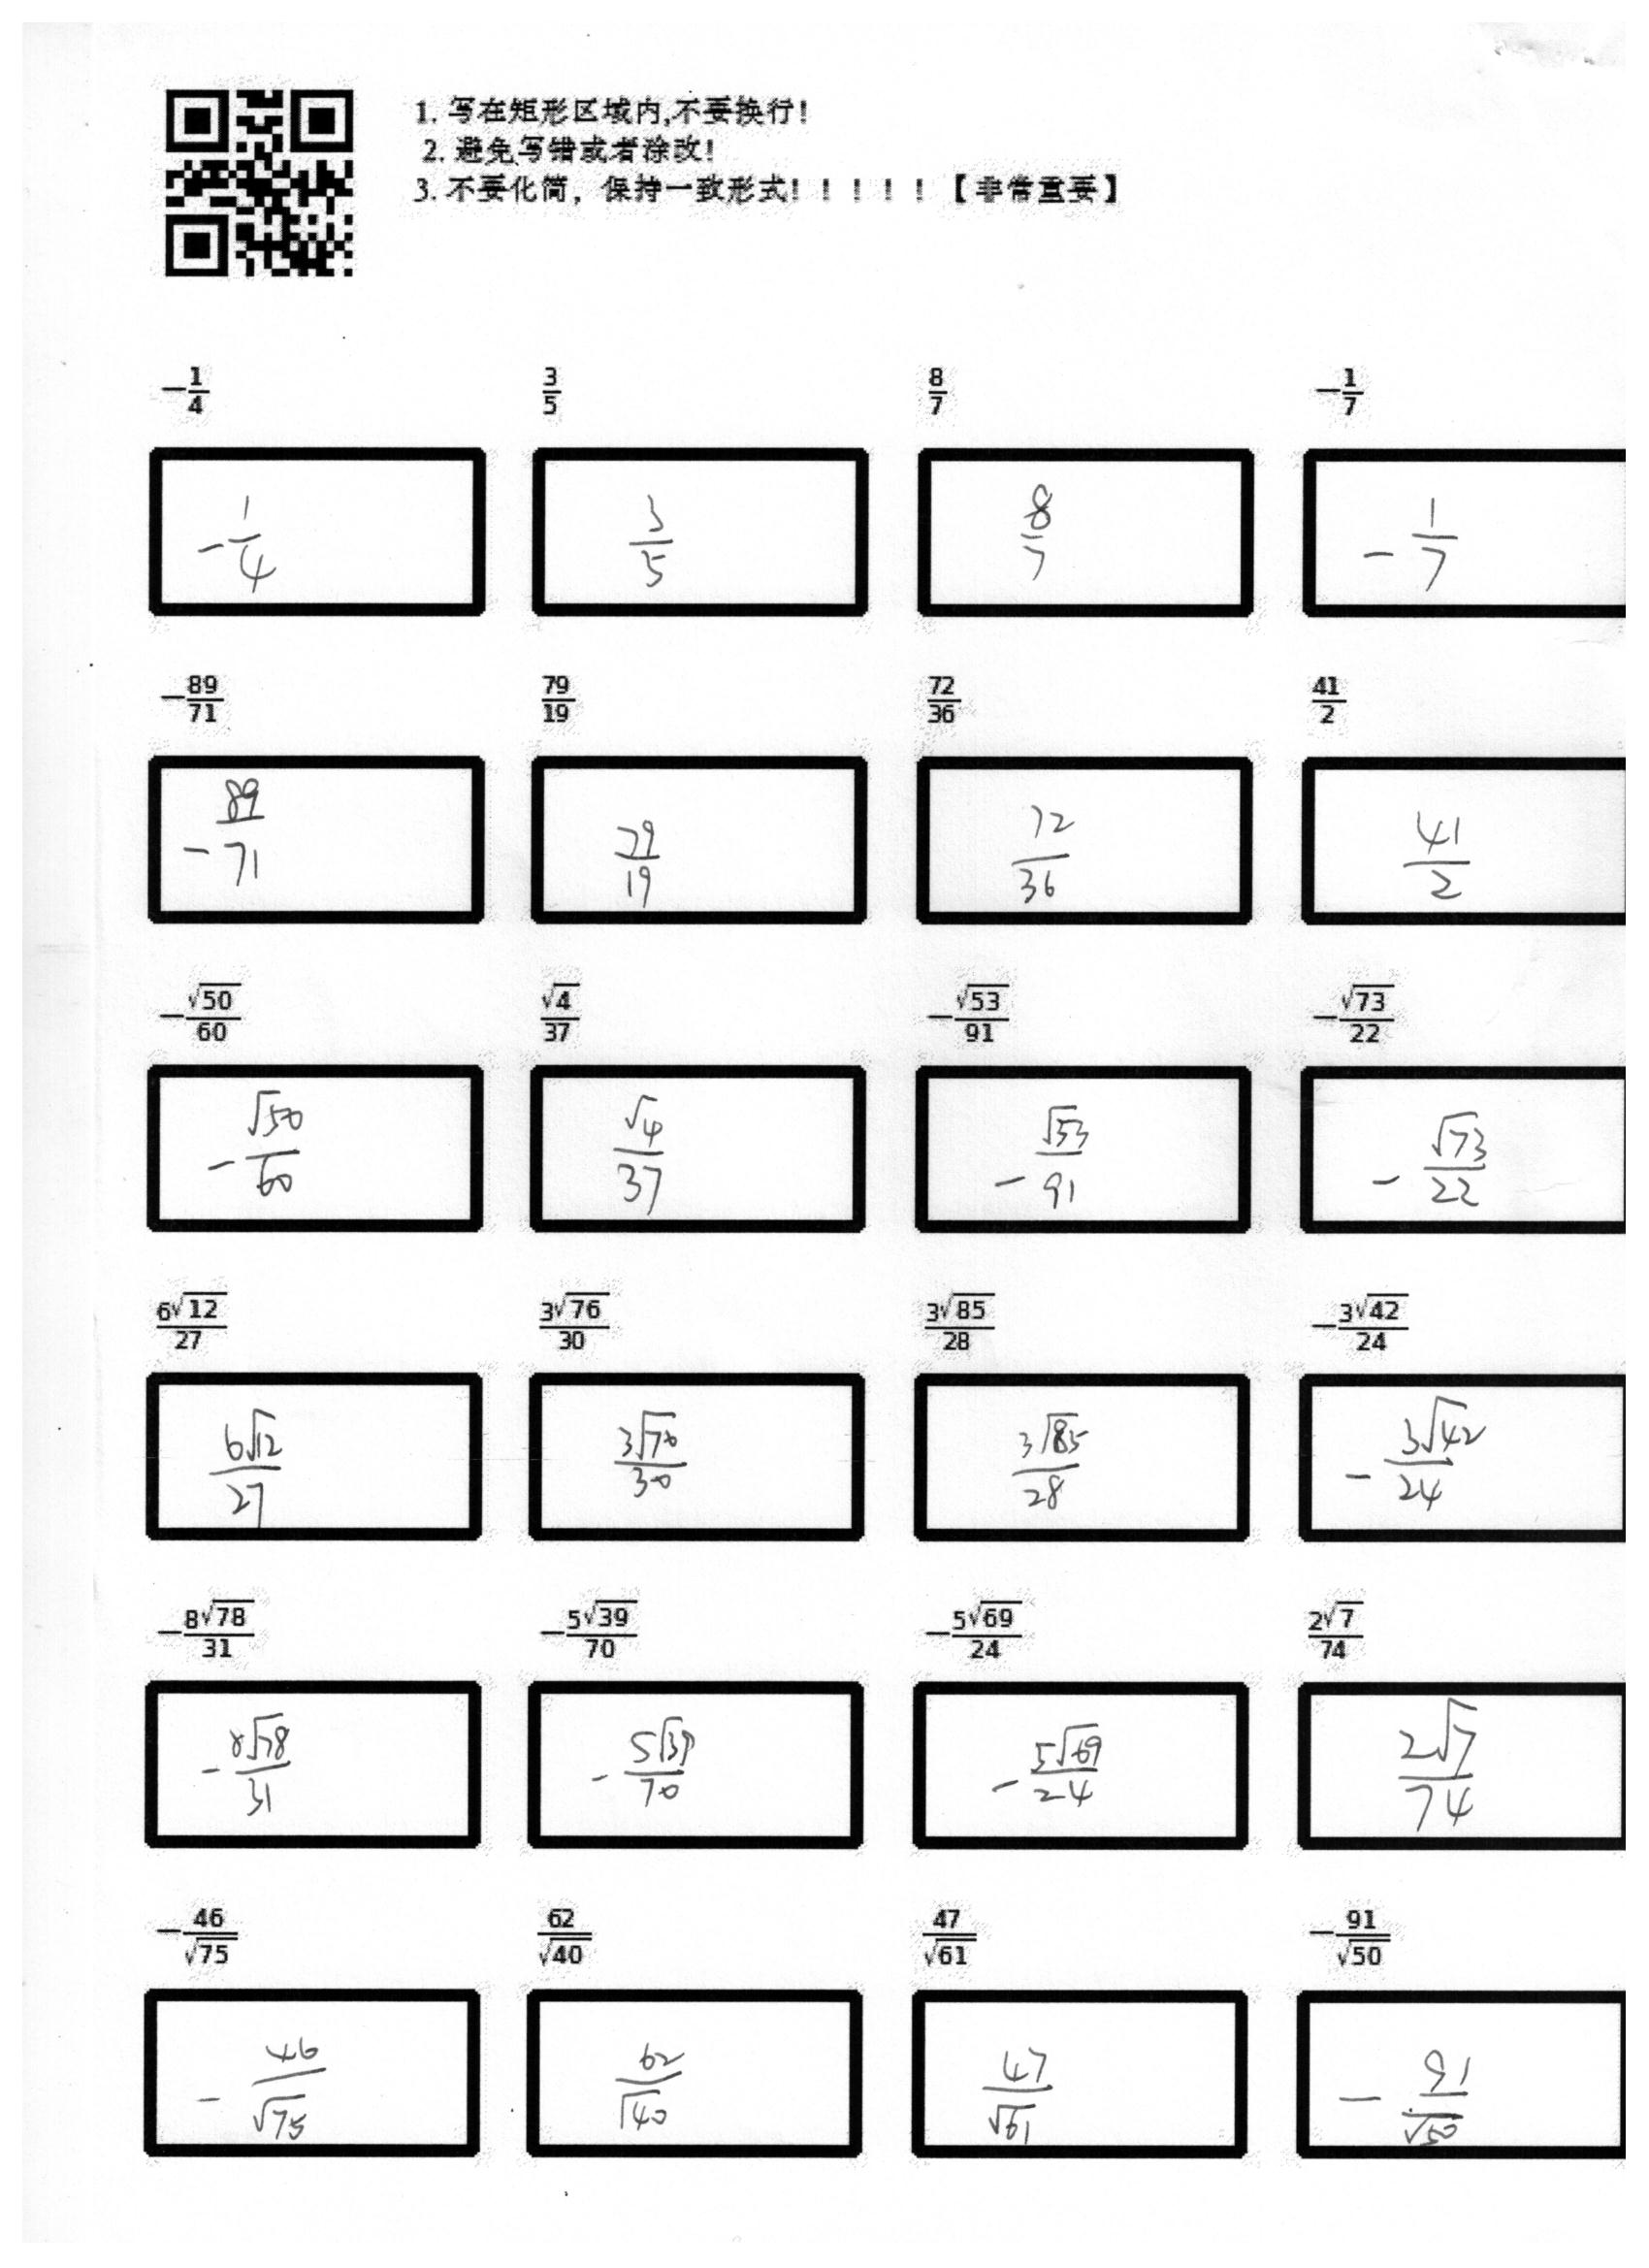 1. 写在矩形区域内,不要换行!
2. 避免写错或者涂改!
3. 不要化简，保持一致形式！！！！！【非常重要】
-\frac{1}{4} \frac{3}{5} \frac{8}{7} -\frac{1}{7}
-\frac{1}{4} \frac{3}{5} \frac{8}{7} -\frac{1}{7}
-\frac{89}{71} \frac{79}{19} \frac{72}{36} \frac{41}{2}
-\frac{89}{71} \frac{79}{19} \frac{72}{36} \frac{41}{2}
-\frac{\sqrt{50}}{60} \frac{\sqrt{4}}{37} -\frac{\sqrt{53}}{91} -\frac{\sqrt{73}}{22}
-\frac{\sqrt{50}}{60} \frac{\sqrt{4}}{37} -\frac{\sqrt{53}}{91} -\frac{\sqrt{73}}{22}
\frac{6\sqrt{12}}{27} \frac{3\sqrt{76}}{30} \frac{3\sqrt{85}}{28} -\frac{3\sqrt{42}}{24}
\frac{6\sqrt{12}}{27} \frac{3\sqrt{76}}{30} \frac{3\sqrt{85}}{28} -\frac{3\sqrt{42}}{24}
-\frac{8\sqrt{78}}{31} -\frac{5\sqrt{39}}{70} -\frac{5\sqrt{69}}{24} \frac{2\sqrt{7}}{74}
-\frac{8\sqrt{78}}{31} -\frac{5\sqrt{39}}{70} -\frac{5\sqrt{69}}{24} \frac{2\sqrt{7}}{74}
-\frac{46}{\sqrt{75}} \frac{62}{\sqrt{40}} \frac{47}{\sqrt{61}} -\frac{91}{\sqrt{50}}
-\frac{46}{\sqrt{75}} \frac{62}{\sqrt{40}} \frac{47}{\sqrt{61}} -\frac{91}{\sqrt{50}}